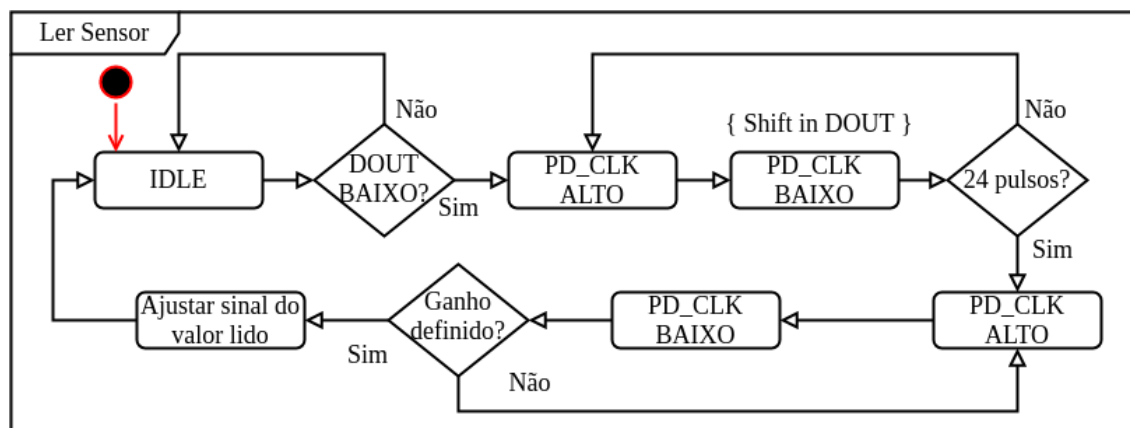 Ler Sensor
Não
Não
{ Shift in DOUT }
IDLE
DOUT
BAIXO?
Sim
PD_CLK
ALTO
PD_CLK
BAIXO
24 pulsos?
Sim
Ajustar sinal do
valor lido
Sim
Ganho
definido?
Não
PD_CLK
BAIXO
PD_CLK
ALTO